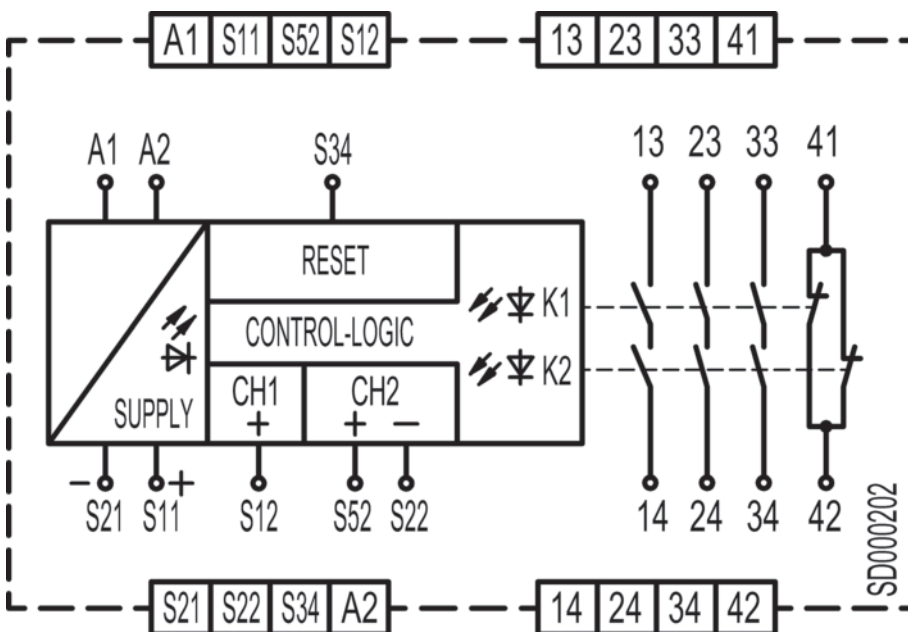 A1 S11 S52 S12 13 23 33 41
A1 A2 S34 13 23 33 41
RESET
K1
CONTROL-LOGIC
K2
CH1 CH2
SUPPLY + + −
− S21 S11 + S12 S52 S22 14 24 34 42
SD000202
S21 S22 S34 A2 14 24 34 42